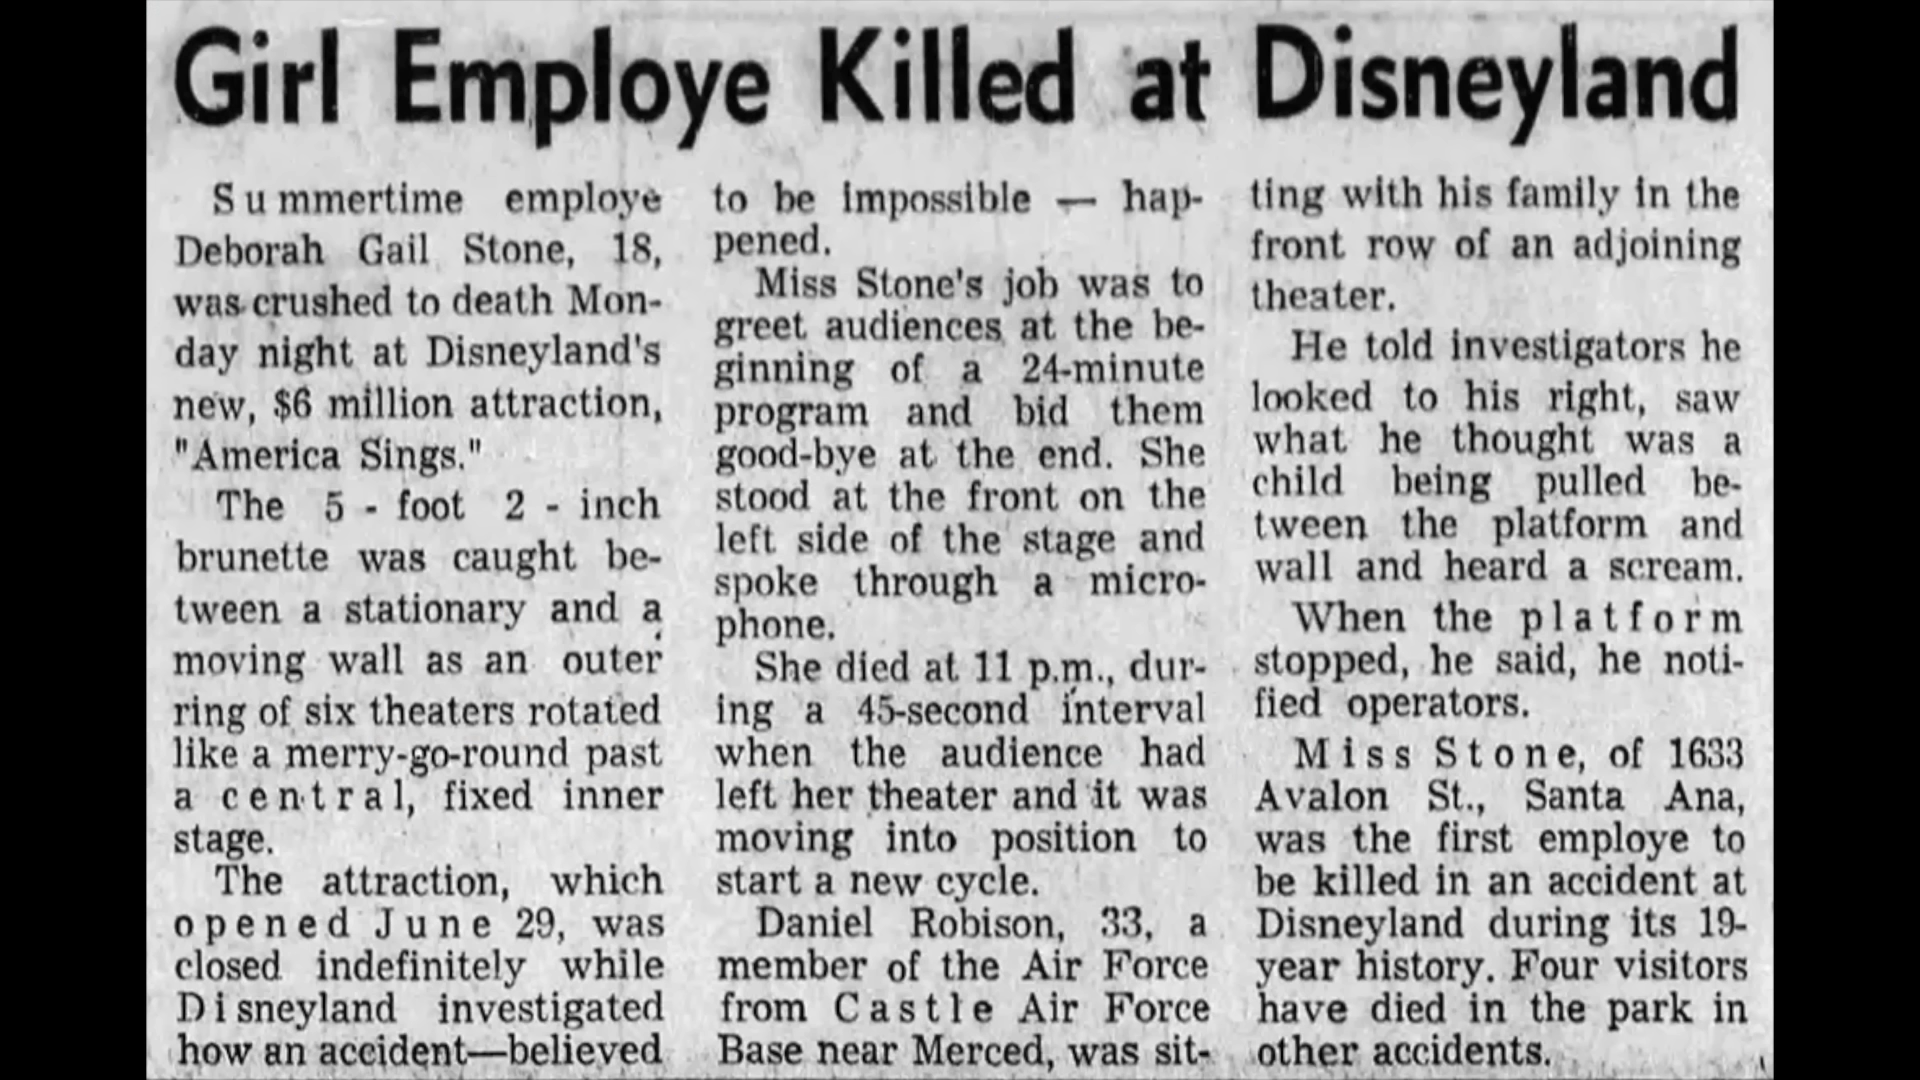 Girl Employe Killed at Disneyland
Summertime employe
Deborah Gail Stone, 18,
was crushed to death Mon-
day night at Disneyland's
new, $6 million attraction,
"America Sings."
The 5 - foot 2 - inch
brunette was caught be-
tween a stationary and a
moving wall as an outer
ring of six theaters rotated
like a merry-go-round past
a central, fixed inner
stage.
The attraction, which
opened June 29, was
closed indefinitely while
Disneyland investigated
how an accident—believed
to be impossible — hap-
pened.
Miss Stone's job was to
greet audiences at the be-
ginning of a 24-minute
program and bid them
good-bye at the end. She
stood at the front on the
left side of the stage and
spoke through a micro-
phone.
She died at 11 p.m., dur-
ing a 45-second interval
when the audience had
left her theater and it was
moving into position to
start a new cycle.
Daniel Robison, 33, a
member of the Air Force
from Castle Air Force
Base near Merced, was sit-
ting with his family in the
front row of an adjoining
theater.
He told investigators he
looked to his right, saw
what he thought was a
child being pulled be-
tween the platform and
wall and heard a scream.
When the platform
stopped, he said, he noti-
fied operators.
Miss Stone, of 1633
Avalon St., Santa Ana,
was the first employe to
be killed in an accident at
Disneyland during its 19-
year history. Four visitors
have died in the park in
other accidents.